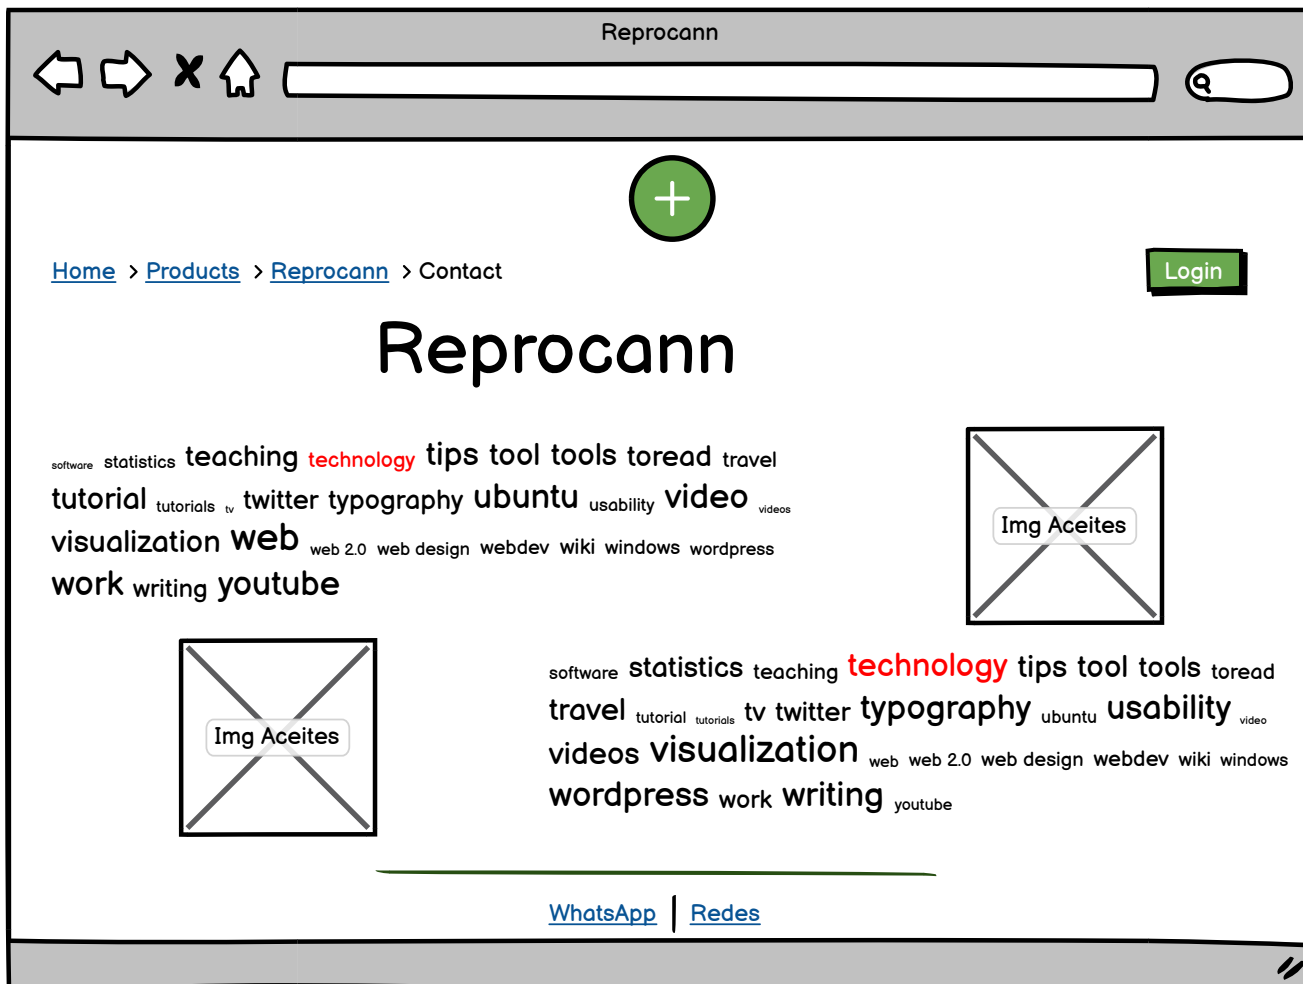 Reprocann
Home > Products > Reprocann > Contact
Login
Reprocann
software statistics teaching technology tips tool tools toread travel
tutorial tutorials tv twitter typography ubuntu usability video videos
visualization web web 2.0 web design webdev wiki windows wordpress
work writing youtube
Img Aceites
Img Aceites
software statistics teaching technology tips tool tools toread
travel tutorial tutorials tv twitter typography ubuntu usability video
videos visualization web web 2.0 web design webdev wiki windows
wordpress work writing youtube
WhatsApp | Redes